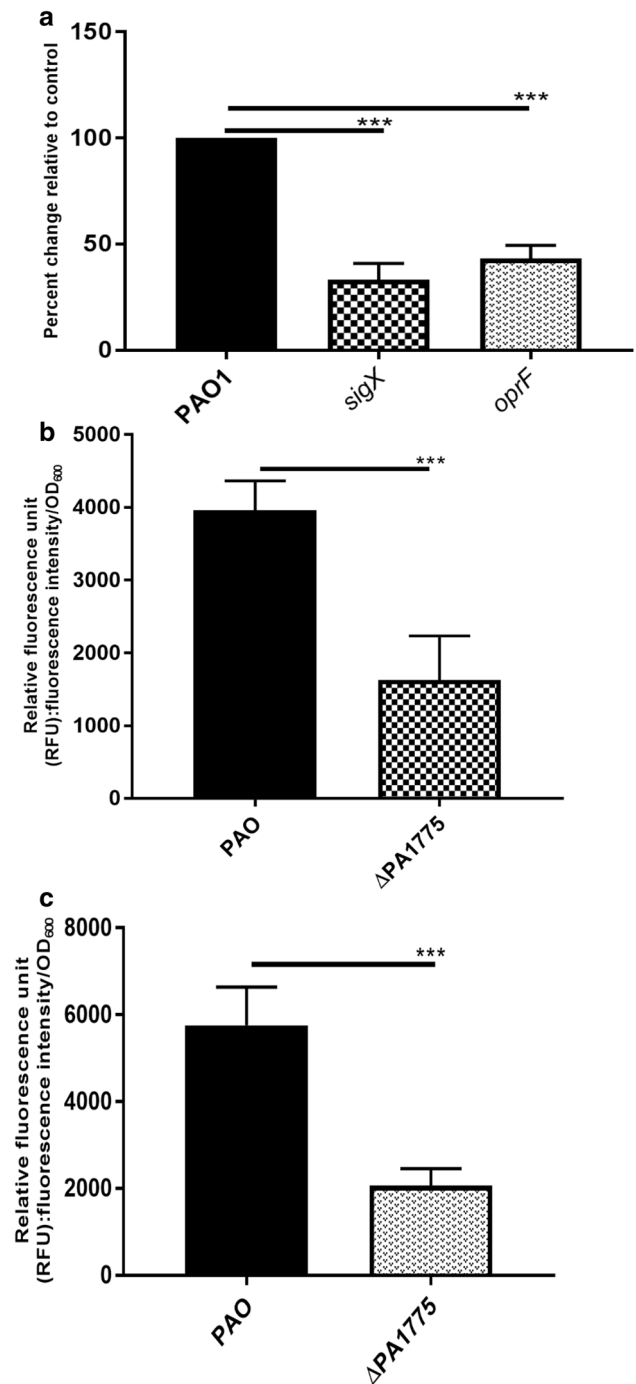 a
Percent change relative to control
150
100
50
0
***
***
PAO1
sigX
oprF
b
Relative fluorescence unit
(RFU):fluorescence intensity/OD600
5000
4000
3000
2000
1000
0
***
PAO
ΔPA1775
c
Relative fluorescence unit
(RFU):fluorescence intensity/OD600
8000
6000
4000
2000
0
***
PAO
ΔPA1775